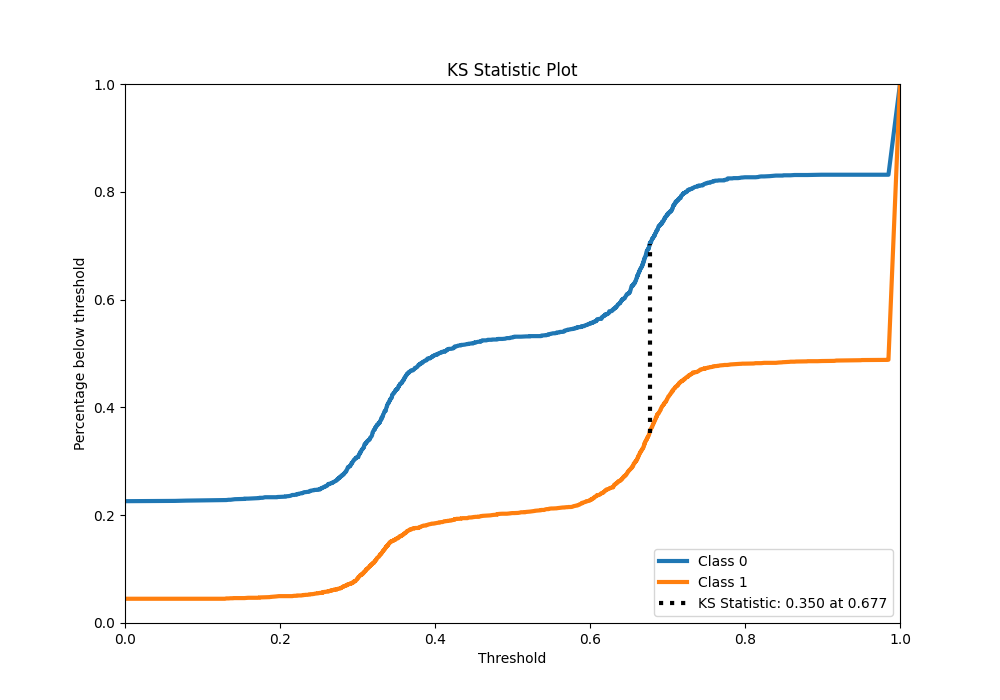 KS Statistic Plot
1.0
0.8
0.6
0.4
0.2
0.0
Percentage below threshold
0.0 0.2 0.4 0.6 0.8 1.0
Threshold
Class 0
Class 1
KS Statistic: 0.350 at 0.677